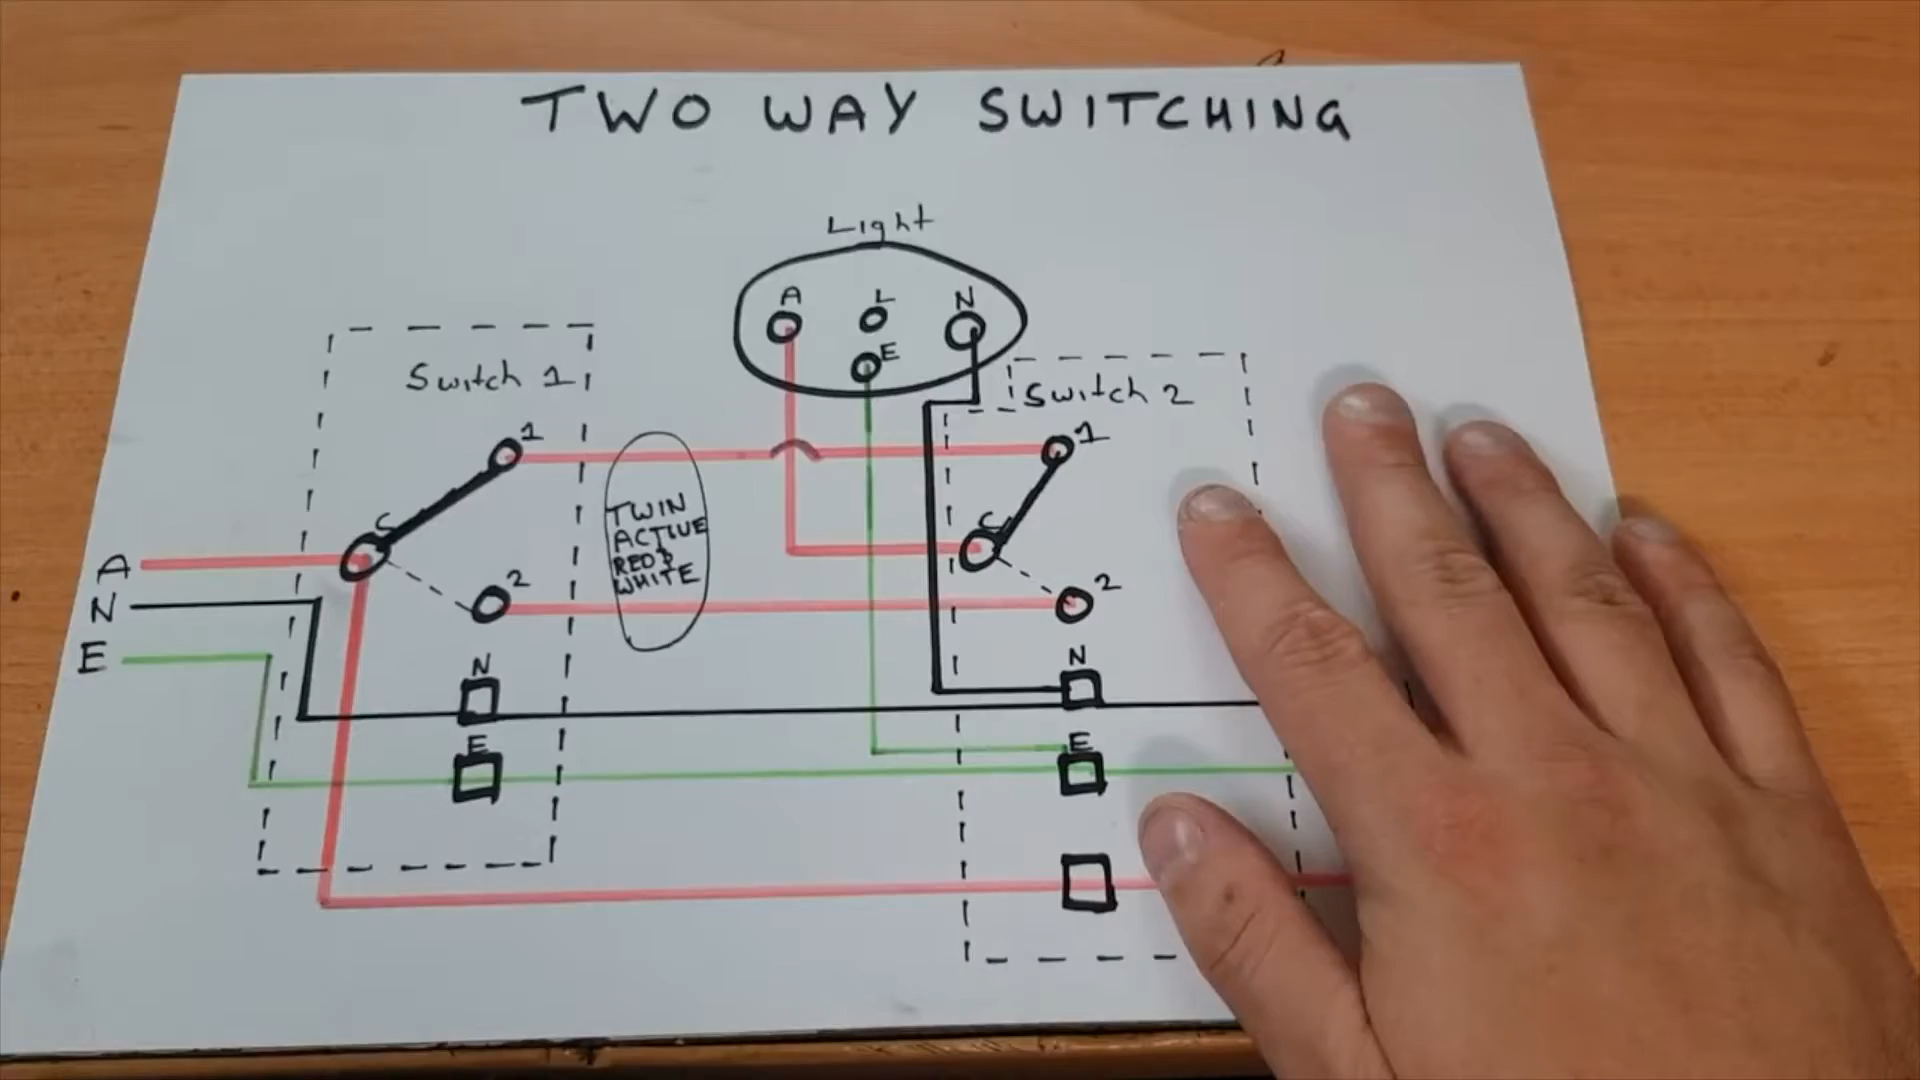 TWO WAY SWITCHING
Light
A L N
E
Switch 1
Switch 2
1
1
C
C
2
2
TWIN
ACTIVE
RED &
WHITE
A
N
E
N
E
N
E